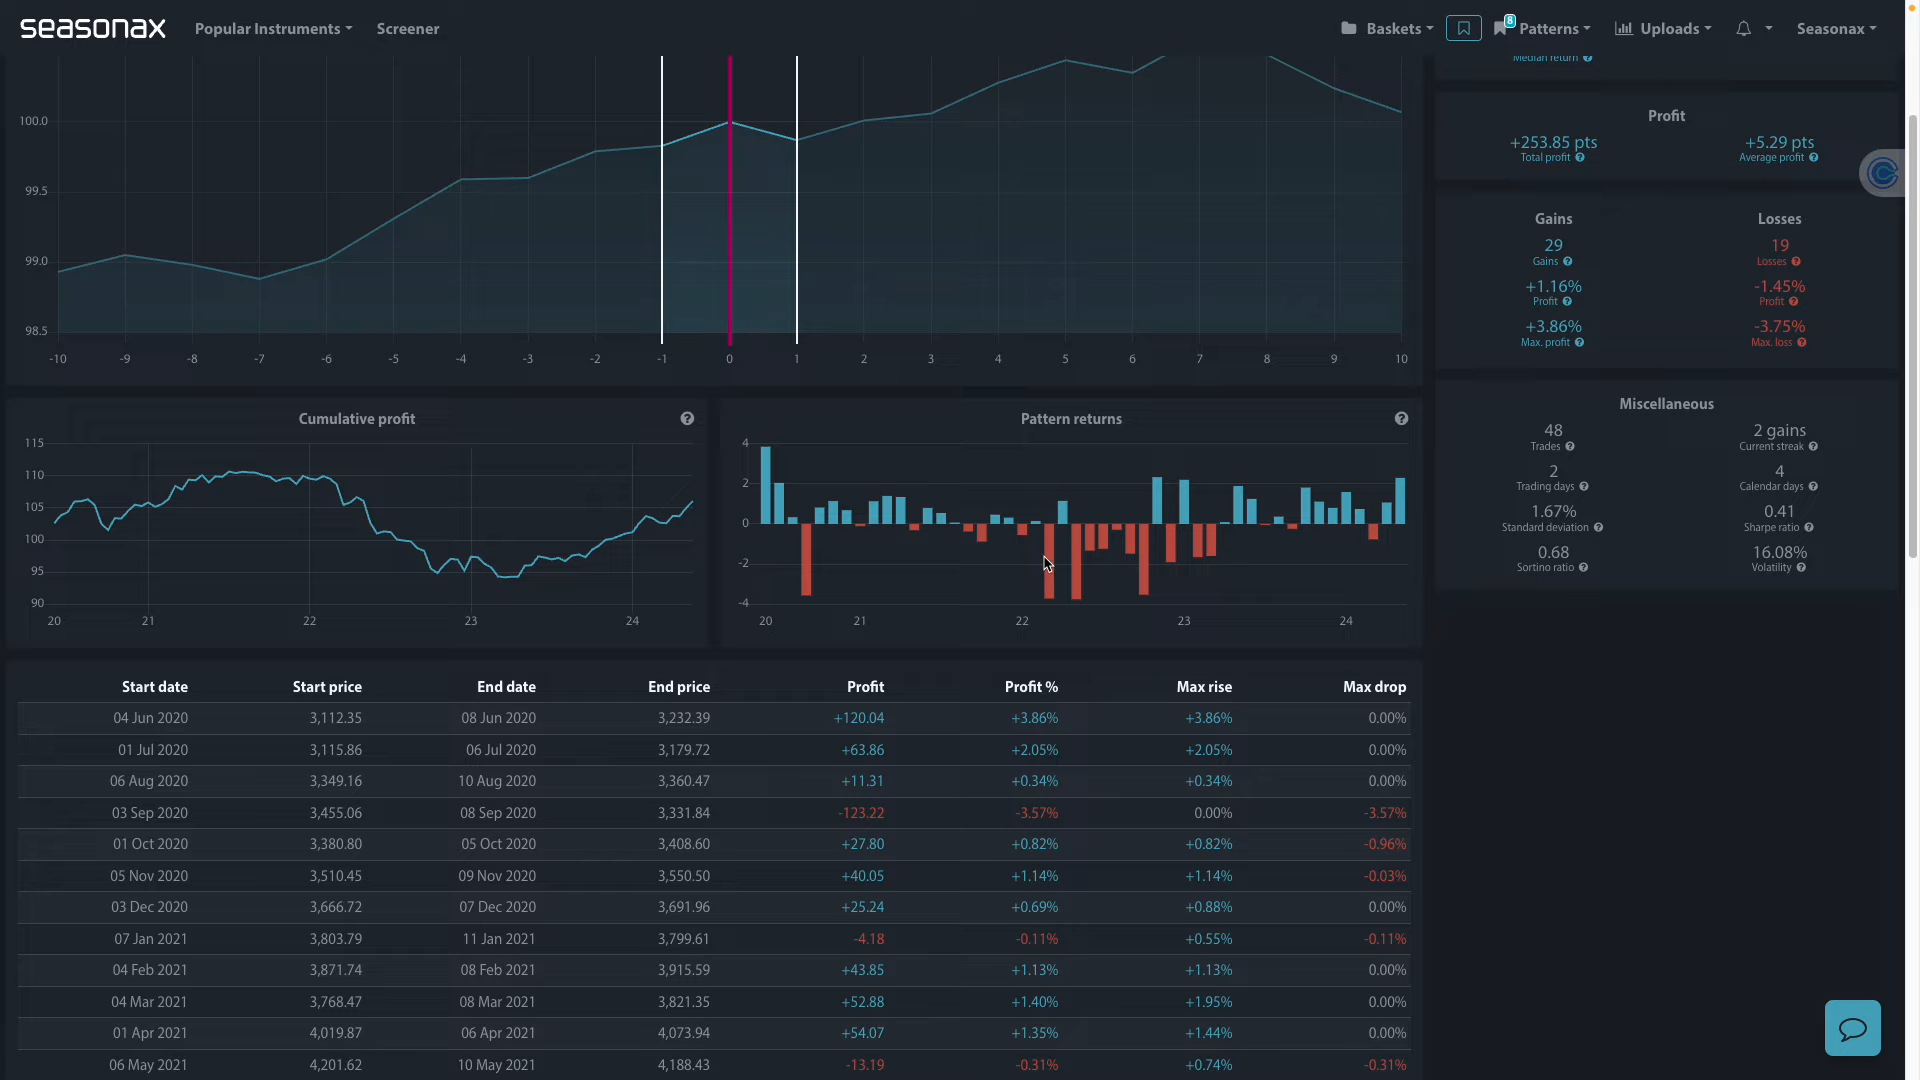 seasonax Popular Instruments Screener Baskets 8 Patterns Uploads Seasonax
Median return
100.0
99.5
99.0
98.5
-10 -9 -8 -7 -6 -5 -4 -3 -2 -1 0 1 2 3 4 5 6 7 8 9 10
Profit
+253.85 pts +5.29 pts
Total profit Average profit
Gains Losses
29 19
Gains Losses
+1.16% -1.45%
Profit Profit
+3.86% -3.75%
Max. profit Max. loss
Miscellaneous
48 2 gains
Trades Current streak
2 4
Trading days Calendar days
1.67% 0.41
Standard deviation Sharpe ratio
0.68 16.08%
Sortino ratio Volatility
Cumulative profit
115
110
105
100
95
90
20 21 22 23 24
Pattern returns
4
2
0
-2
-4
20 21 22 23 24
Start date Start price End date End price Profit Profit % Max rise Max drop
04 Jun 2020 3,112.35 08 Jun 2020 3,232.39 +120.04 +3.86% +3.86% 0.00%
01 Jul 2020 3,115.86 06 Jul 2020 3,179.72 +63.86 +2.05% +2.05% 0.00%
06 Aug 2020 3,349.16 10 Aug 2020 3,360.47 +11.31 +0.34% +0.34% 0.00%
03 Sep 2020 3,455.06 08 Sep 2020 3,331.84 -123.22 -3.57% 0.00% -3.57%
01 Oct 2020 3,380.80 05 Oct 2020 3,408.60 +27.80 +0.82% +0.82% -0.96%
05 Nov 2020 3,510.45 09 Nov 2020 3,550.50 +40.05 +1.14% +1.14% -0.03%
03 Dec 2020 3,666.72 07 Dec 2020 3,691.96 +25.24 +0.69% +0.88% 0.00%
07 Jan 2021 3,803.79 11 Jan 2021 3,799.61 -4.18 -0.11% +0.55% -0.11%
04 Feb 2021 3,871.74 08 Feb 2021 3,915.59 +43.85 +1.13% +1.13% 0.00%
04 Mar 2021 3,768.47 08 Mar 2021 3,821.35 +52.88 +1.40% +1.95% 0.00%
01 Apr 2021 4,019.87 06 Apr 2021 4,073.94 +54.07 +1.35% +1.44% 0.00%
06 May 2021 4,201.62 10 May 2021 4,188.43 -13.19 -0.31% +0.74% -0.31%